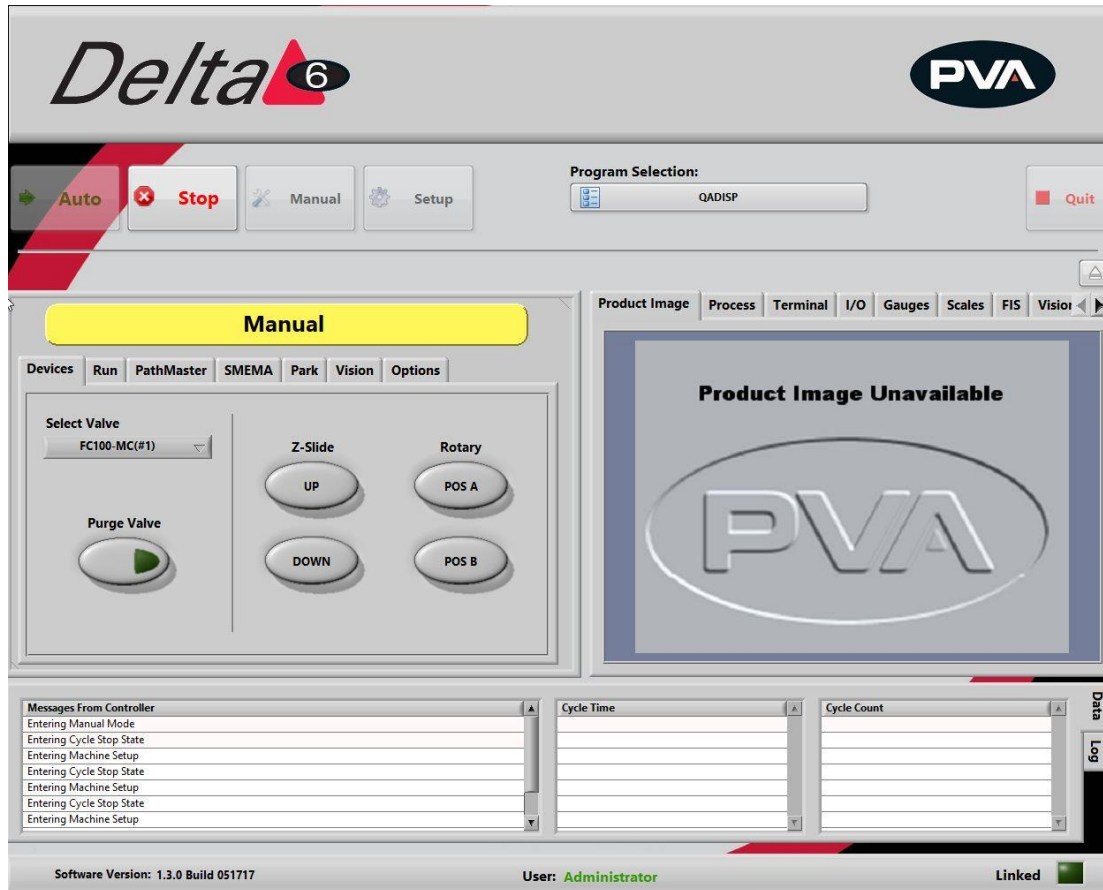 Delta 6
PVA
Auto
Stop
Manual
Setup
Program Selection:
QADISP
Quit
Manual
Devices Run PathMaster SMEMA Park Vision Options
Select Valve
FC100-MC(#1)
Purge Valve
Z-Slide
UP
DOWN
Rotary
POS A
POS B
Product Image Process Terminal I/O Gauges Scales FIS Vision
Product Image Unavailable
PVA
Messages From Controller
Entering Manual Mode
Entering Cycle Stop State
Entering Machine Setup
Entering Cycle Stop State
Entering Machine Setup
Entering Cycle Stop State
Entering Machine Setup
Cycle Time
Cycle Count
Data
Log
Software Version: 1.3.0 Build 051717
User: Administrator
Linked